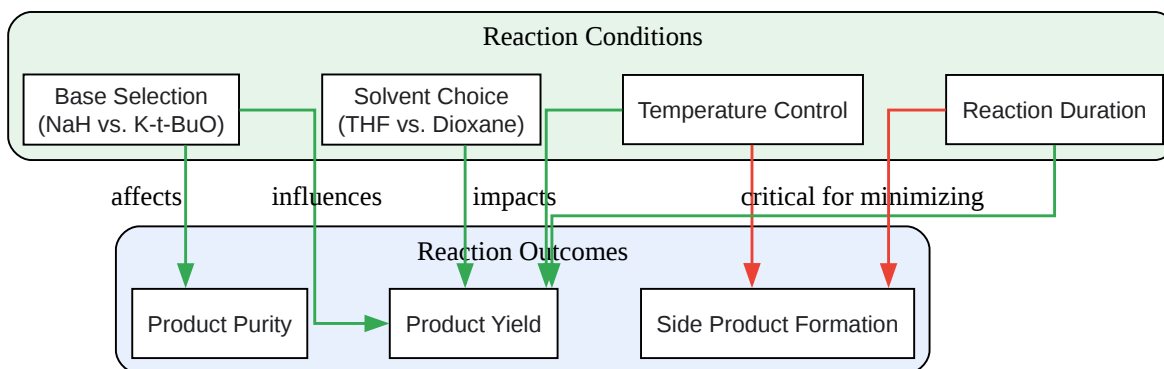 Reaction Conditions
Base Selection
(NaH vs. K-t-BuO)
Solvent Choice
(THF vs. Dioxane)
Temperature Control
Reaction Duration
affects
influences
impacts
critical for minimizing
Reaction Outcomes
Product Purity
Product Yield
Side Product Formation